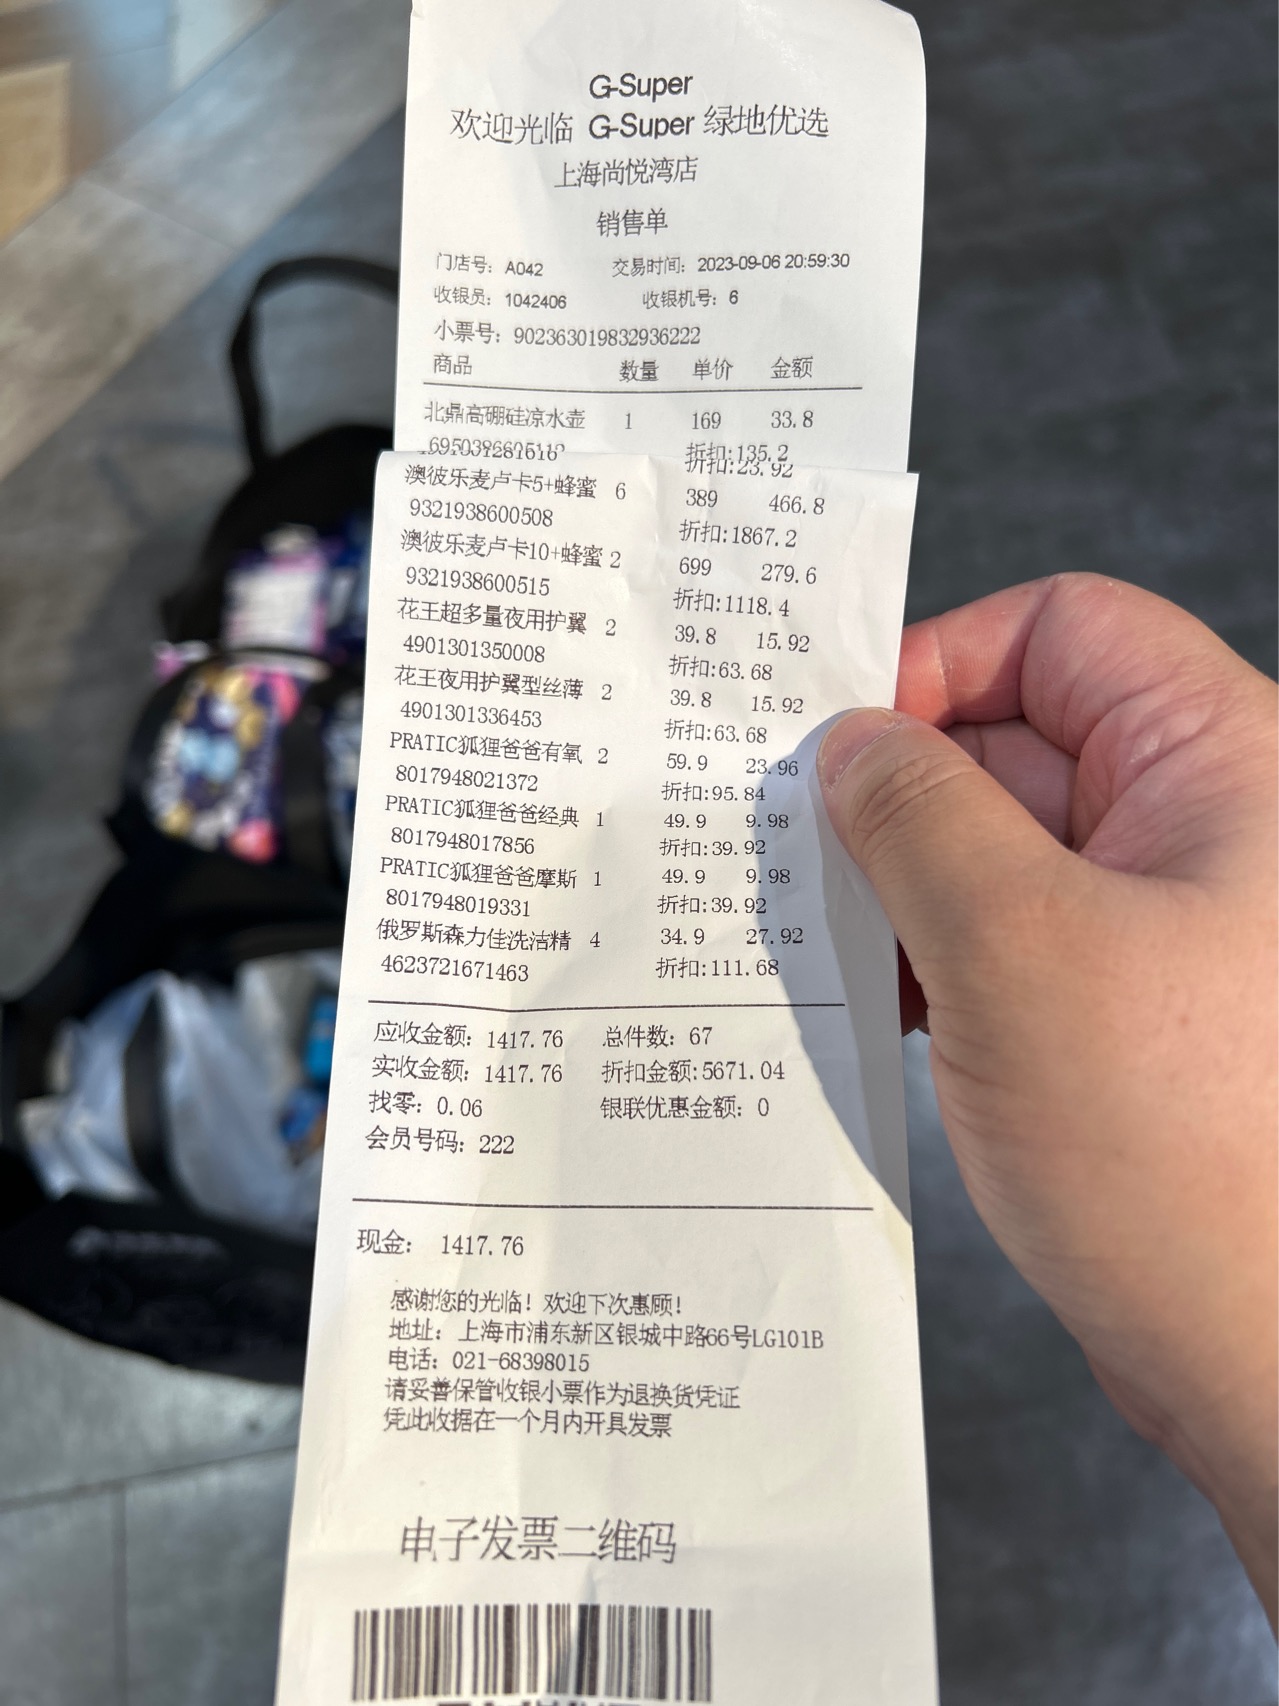 G-Super
欢迎光临 G-Super 绿地优选
上海尚悦湾店
销售单
门店号：A042 交易时间：2023-09-06 20:59:30
收银员：1042406 收银机号：6
小票号：902363019832936222
商品 数量 单价 金额
北鼎高硼硅凉水壶 1 169 33.8
折扣:135.2
折扣:23.92
澳彼乐麦卢卡5+蜂蜜 6 389 466.8
9321938600508 折扣:1867.2
澳彼乐麦卢卡10+蜂蜜 2 699 279.6
9321938600515 折扣:1118.4
花王超多量夜用护翼 2 39.8 15.92
4901301350008 折扣:63.68
花王夜用护翼型丝薄 2 39.8 15.92
4901301336453 折扣:63.68
PRATIC狐狸爸爸有氧 2 59.9 23.96
8017948021372 折扣:95.84
PRATIC狐狸爸爸经典 1 49.9 9.98
8017948017856 折扣:39.92
PRATIC狐狸爸爸摩斯 1 49.9 9.98
8017948019331 折扣:39.92
俄罗斯森力佳洗洁精 4 34.9 27.92
4623721671463 折扣:111.68
应收金额：1417.76 总件数：67
实收金额：1417.76 折扣金额:5671.04
找零：0.06 银联优惠金额：0
会员号码：222
现金： 1417.76
感谢您的光临！欢迎下次惠顾！
地址：上海市浦东新区银城中路66号LG101B
电话：021-68398015
请妥善保管收银小票作为退换货凭证
凭此收据在一个月内开具发票
电子发票二维码